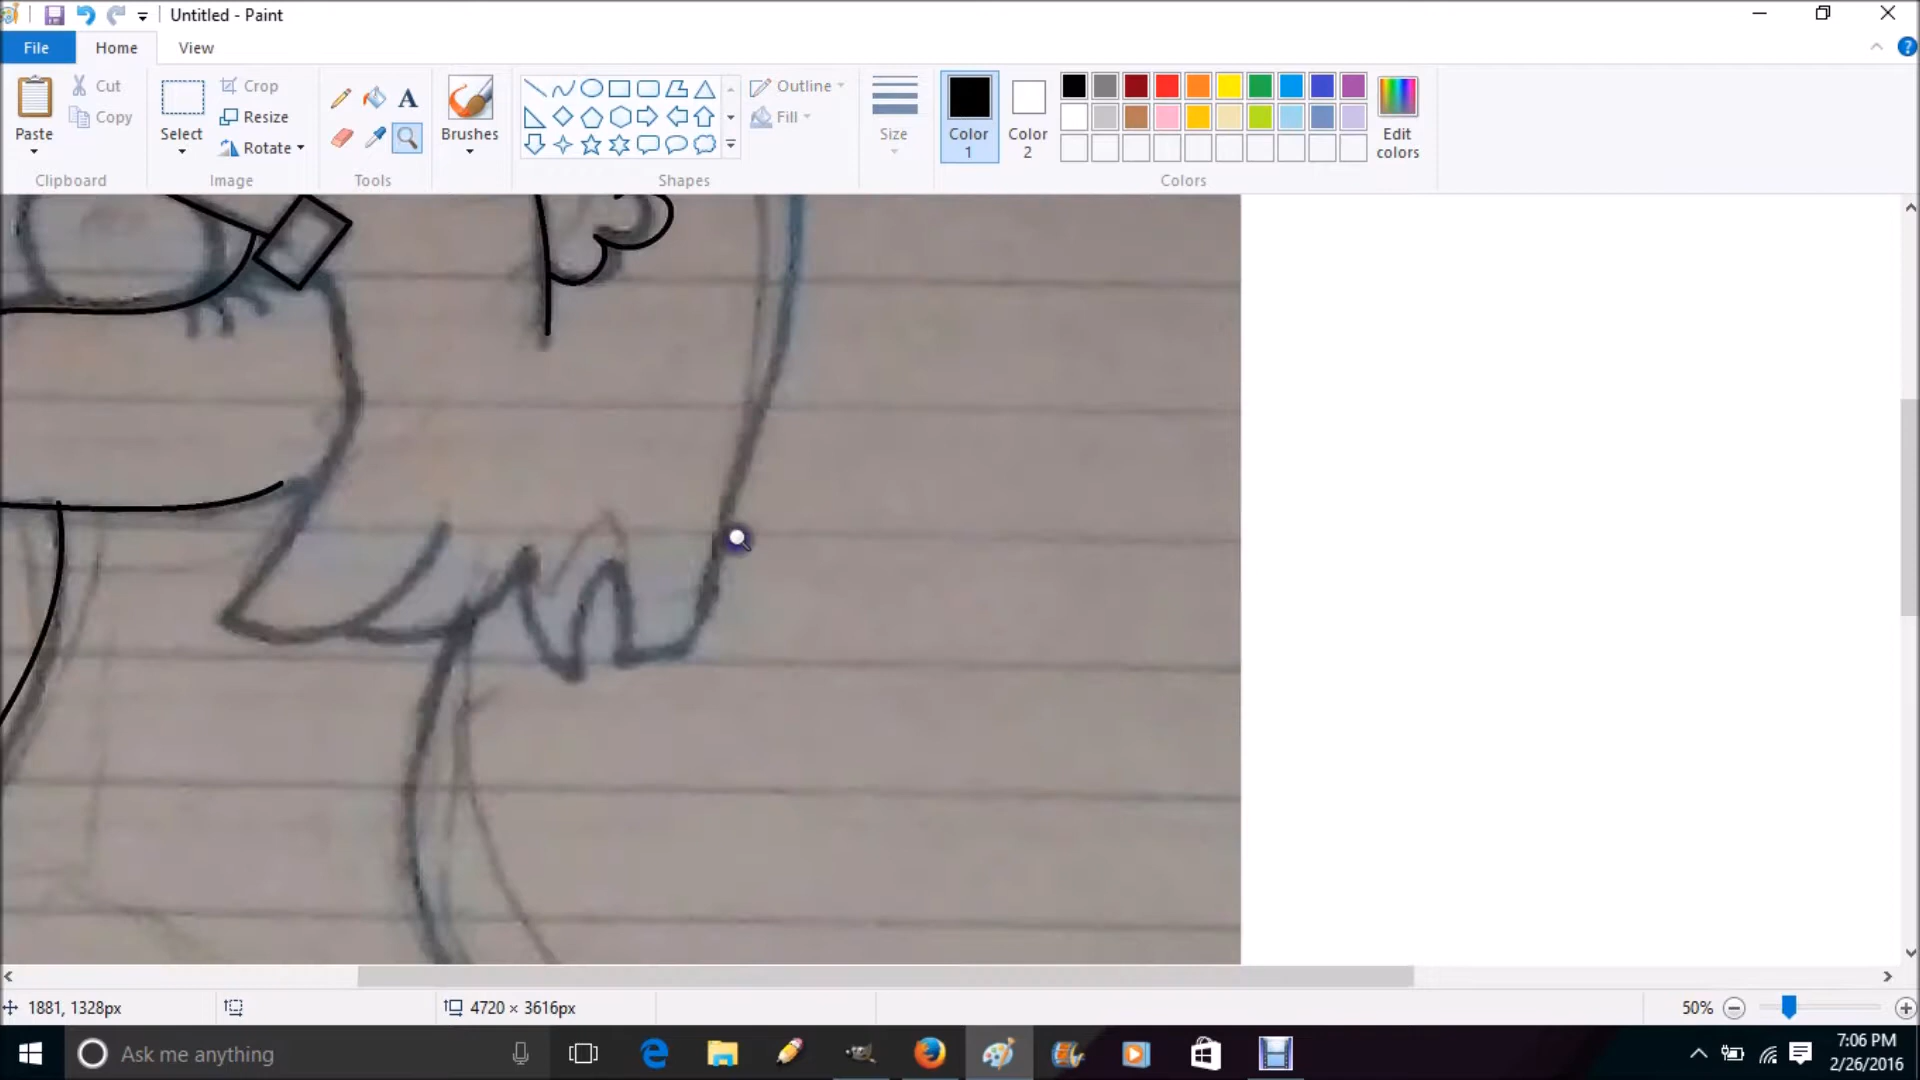 Untitled - Paint
File Home View
Paste
Cut
Copy
Clipboard
Select
Crop
Resize
Rotate
Image
A
Tools
Brushes
Shapes
Outline
Fill
Size
Color 1
Color 2
Edit colors
Colors
1881, 1328px
4720 × 3616px
50%
Ask me anything
7:06 PM
2/26/2016